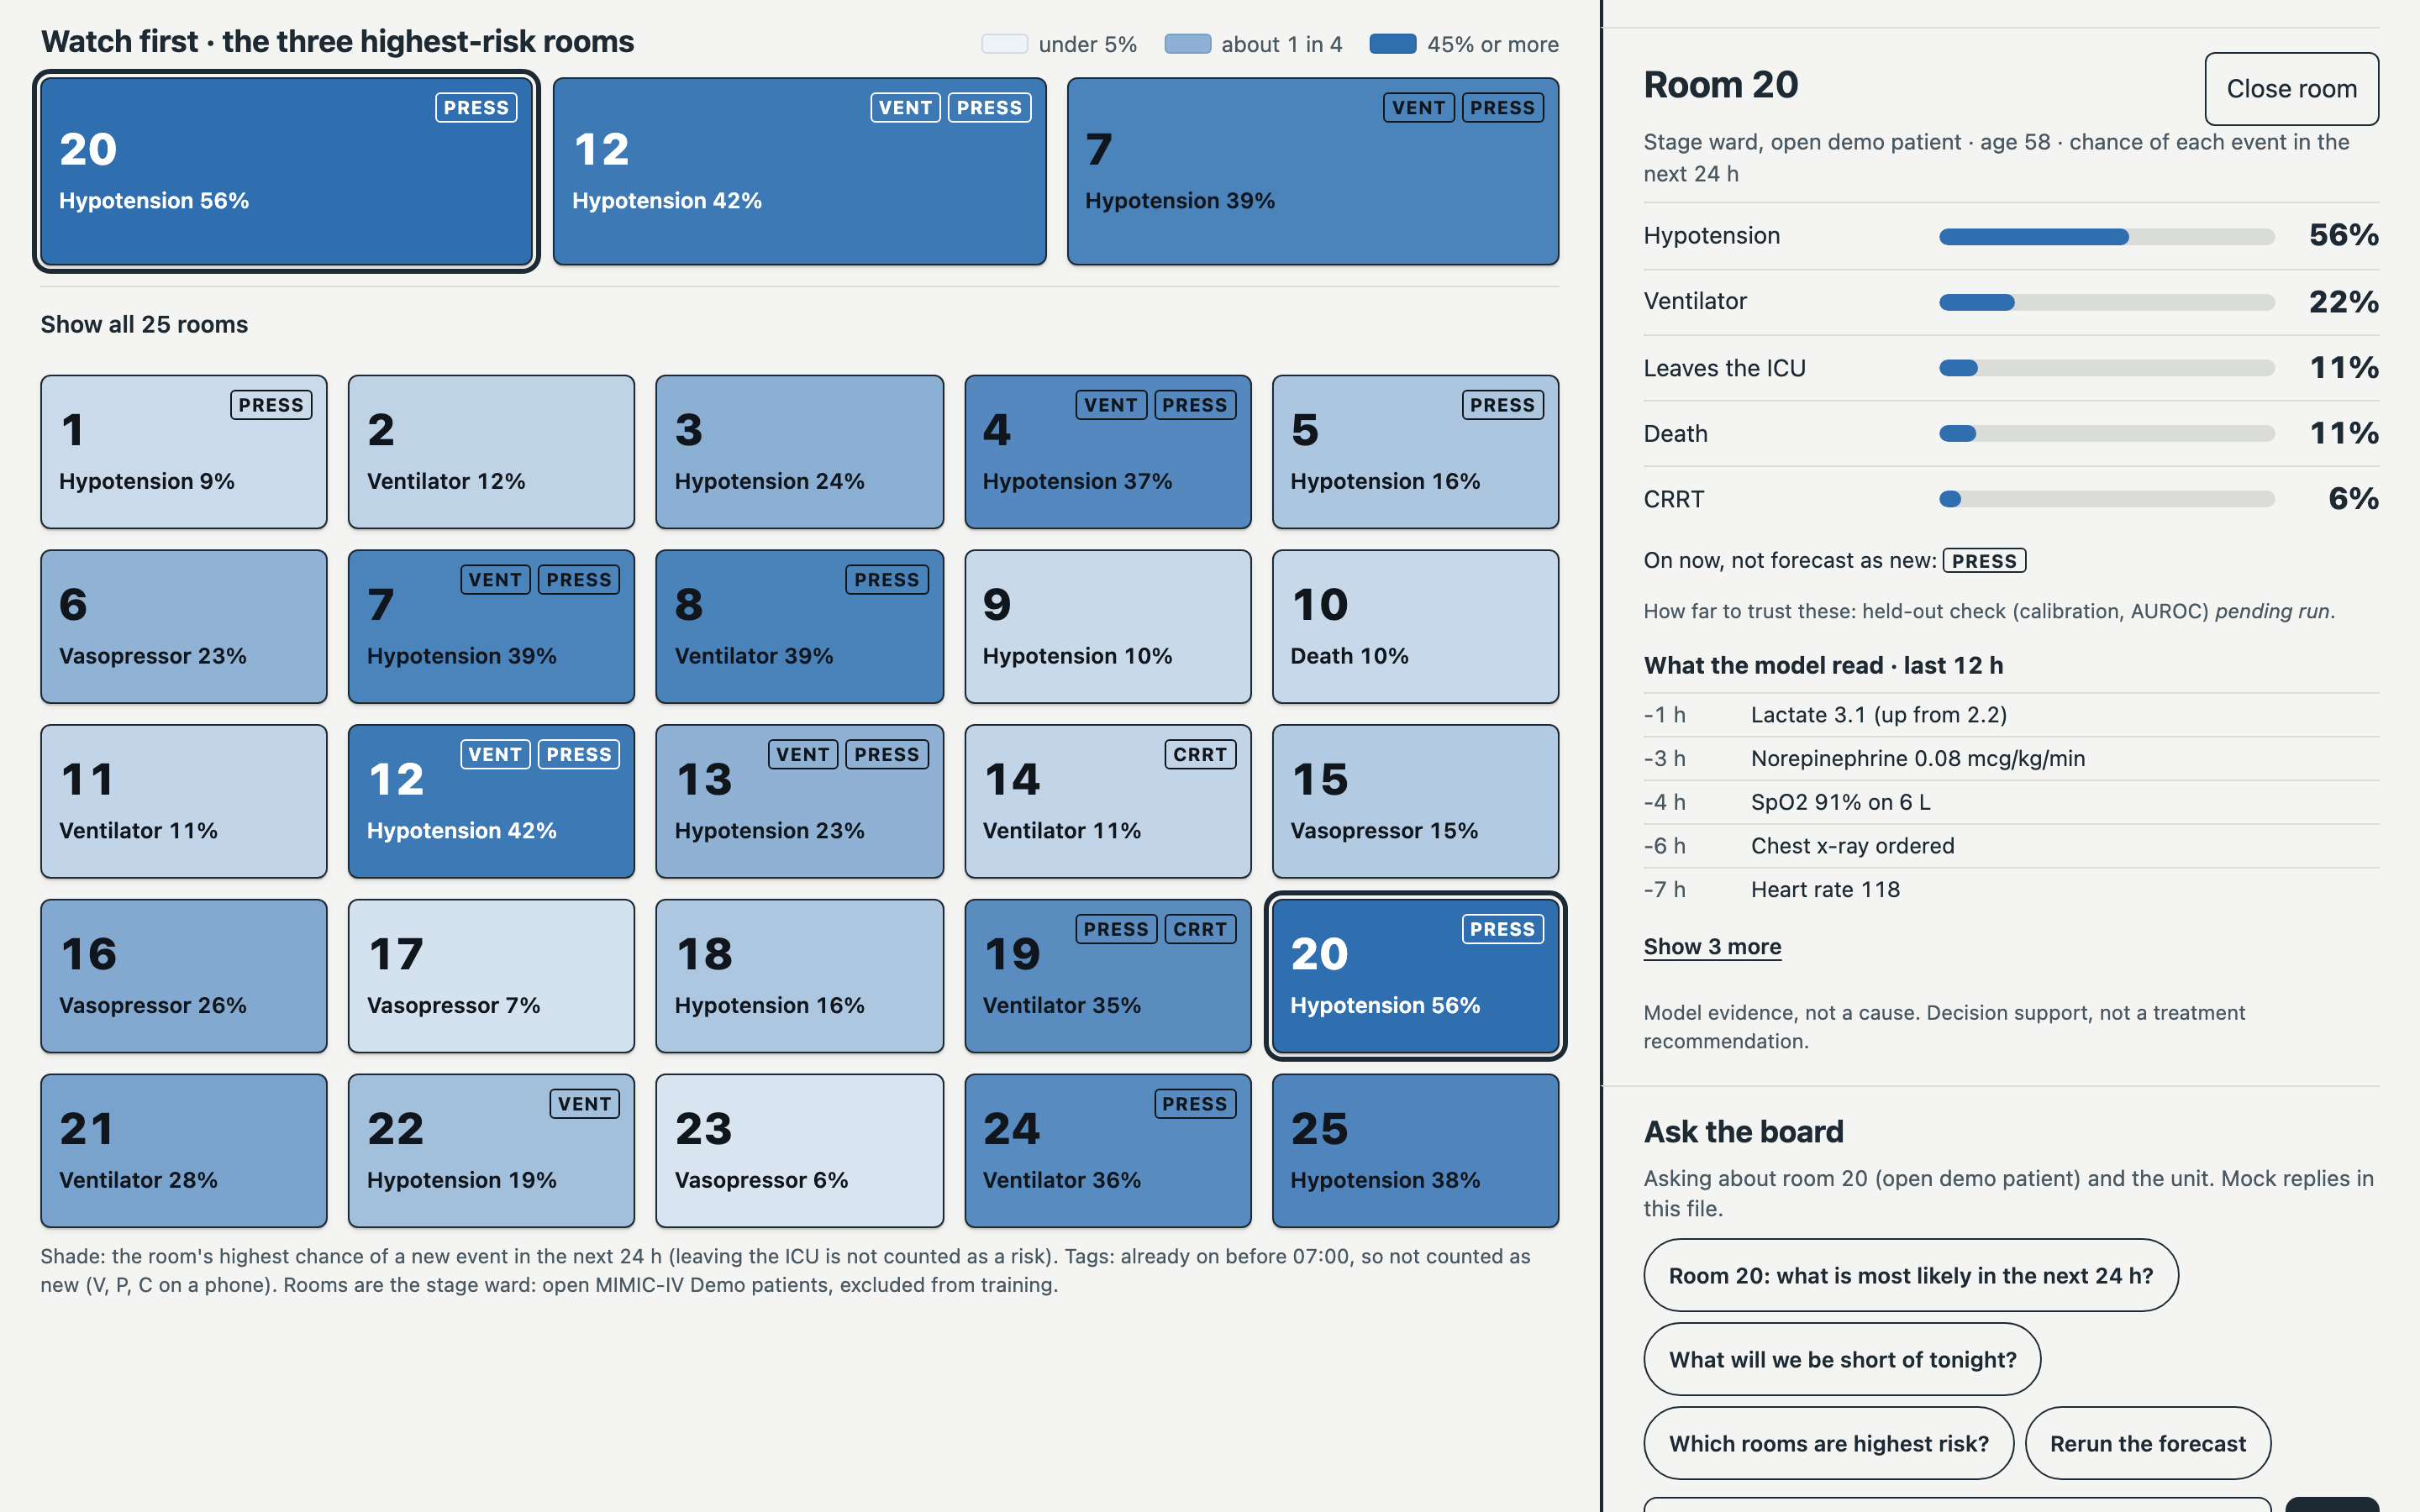 Watch first · the three highest-risk rooms
under 5%
about 1 in 4
45% or more
PRESS
20
Hypotension 56%
VENT PRESS
12
Hypotension 42%
VENT PRESS
7
Hypotension 39%
Show all 25 rooms
PRESS
1
Hypotension 9%
2
Ventilator 12%
3
Hypotension 24%
VENT PRESS
4
Hypotension 37%
PRESS
5
Hypotension 16%
6
Vasopressor 23%
VENT PRESS
7
Hypotension 39%
PRESS
8
Ventilator 39%
9
Hypotension 10%
10
Death 10%
11
Ventilator 11%
VENT PRESS
12
Hypotension 42%
VENT PRESS
13
Hypotension 23%
CRRT
14
Ventilator 11%
15
Vasopressor 15%
16
Vasopressor 26%
17
Vasopressor 7%
18
Hypotension 16%
PRESS CRRT
19
Ventilator 35%
PRESS
20
Hypotension 56%
21
Ventilator 28%
VENT
22
Hypotension 19%
23
Vasopressor 6%
PRESS
24
Ventilator 36%
25
Hypotension 38%
Shade: the room's highest chance of a new event in the next 24 h (leaving the ICU is not counted as a risk). Tags: already on before 07:00, so not counted as
new (V, P, C on a phone). Rooms are the stage ward: open MIMIC-IV Demo patients, excluded from training.
Room 20
Close room
Stage ward, open demo patient · age 58 · chance of each event in the
next 24 h
Hypotension 56%
Ventilator 22%
Leaves the ICU 11%
Death 11%
CRRT 6%
On now, not forecast as new: PRESS
How far to trust these: held-out check (calibration, AUROC) pending run.
What the model read · last 12 h
-1 h Lactate 3.1 (up from 2.2)
-3 h Norepinephrine 0.08 mcg/kg/min
-4 h SpO2 91% on 6 L
-6 h Chest x-ray ordered
-7 h Heart rate 118
Show 3 more
Model evidence, not a cause. Decision support, not a treatment
recommendation.
Ask the board
Asking about room 20 (open demo patient) and the unit. Mock replies in
this file.
Room 20: what is most likely in the next 24 h?
What will we be short of tonight?
Which rooms are highest risk?
Rerun the forecast